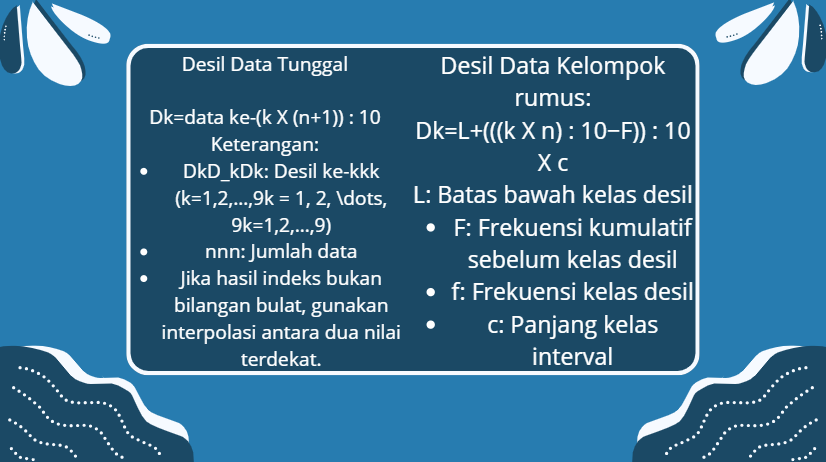 Desil Data Tunggal
Dk=data ke-(k X (n+1)) : 10
Keterangan:
• DkD_kDk: Desil ke-kkk
(k=1,2,...,9k = 1, 2, \dots,
9k=1,2,...,9)
• nnn: Jumlah data
• Jika hasil indeks bukan
bilangan bulat, gunakan
interpolasi antara dua nilai
terdekat.
Desil Data Kelompok
rumus:
Dk=L+(((k X n) : 10−F)) : 10
X c
L: Batas bawah kelas desil
• F: Frekuensi kumulatif
sebelum kelas desil
• f: Frekuensi kelas desil
• c: Panjang kelas
interval